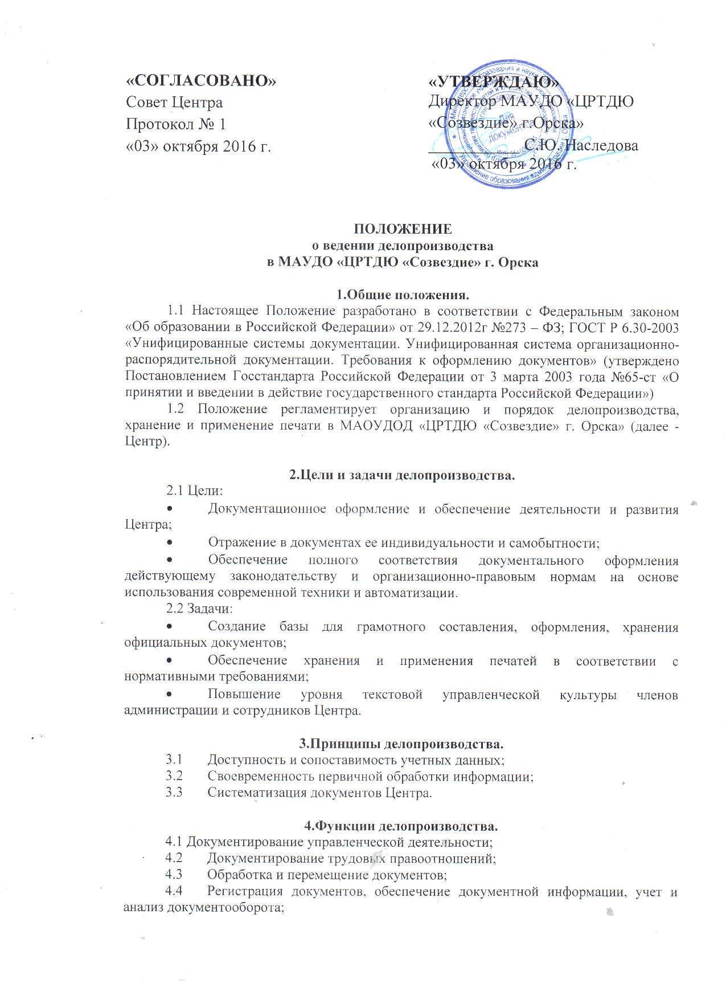 «СОГЛАСОВАНО»
Совет Центра
Протокол № 1
«03» октября 2016 г.
«УТВЕРЖДАЮ»
Директор МАУДО «ЦРТДЮ
«Созвездие» г.Орска»
С.Ю. Наследова
«03» октября 2016 г.
Для
документов
Управление образования администрации г. Орска
ПОЛОЖЕНИЕ
о ведении делопроизводства
в МАУДО «ЦРТДЮ «Созвездие» г. Орска
1.Общие положения.
1.1 Настоящее Положение разработано в соответствии с Федеральным законом
«Об образовании в Российской Федерации» от 29.12.2012г №273 – ФЗ; ГОСТ Р 6.30-2003
«Унифицированные системы документации. Унифицированная система организационно-
распорядительной документации. Требования к оформлению документов» (утверждено
Постановлением Госстандарта Российской Федерации от 3 марта 2003 года №65-ст «О
принятии и введении в действие государственного стандарта Российской Федерации»)
1.2 Положение регламентирует организацию и порядок делопроизводства,
хранение и применение печати в МАОУДОД «ЦРТДЮ «Созвездие» г. Орска» (далее -
Центр).
2.Цели и задачи делопроизводства.
2.1 Цели:
• Документационное оформление и обеспечение деятельности и развития
Центра;
• Отражение в документах ее индивидуальности и самобытности;
• Обеспечение полного соответствия документального оформления
действующему законодательству и организационно-правовым нормам на основе
использования современной техники и автоматизации.
2.2 Задачи:
• Создание базы для грамотного составления, оформления, хранения
официальных документов;
• Обеспечение хранения и применения печатей в соответствии с
нормативными требованиями;
• Повышение уровня текстовой управленческой культуры членов
администрации и сотрудников Центра.
3.Принципы делопроизводства.
3.1 Доступность и сопоставимость учетных данных;
3.2 Своевременность первичной обработки информации;
3.3 Систематизация документов Центра.
4.Функции делопроизводства.
4.1 Документирование управленческой деятельности;
4.2 Документирование трудовых правоотношений;
4.3 Обработка и перемещение документов;
4.4 Регистрация документов, обеспечение документной информации, учет и
анализ документооборота;